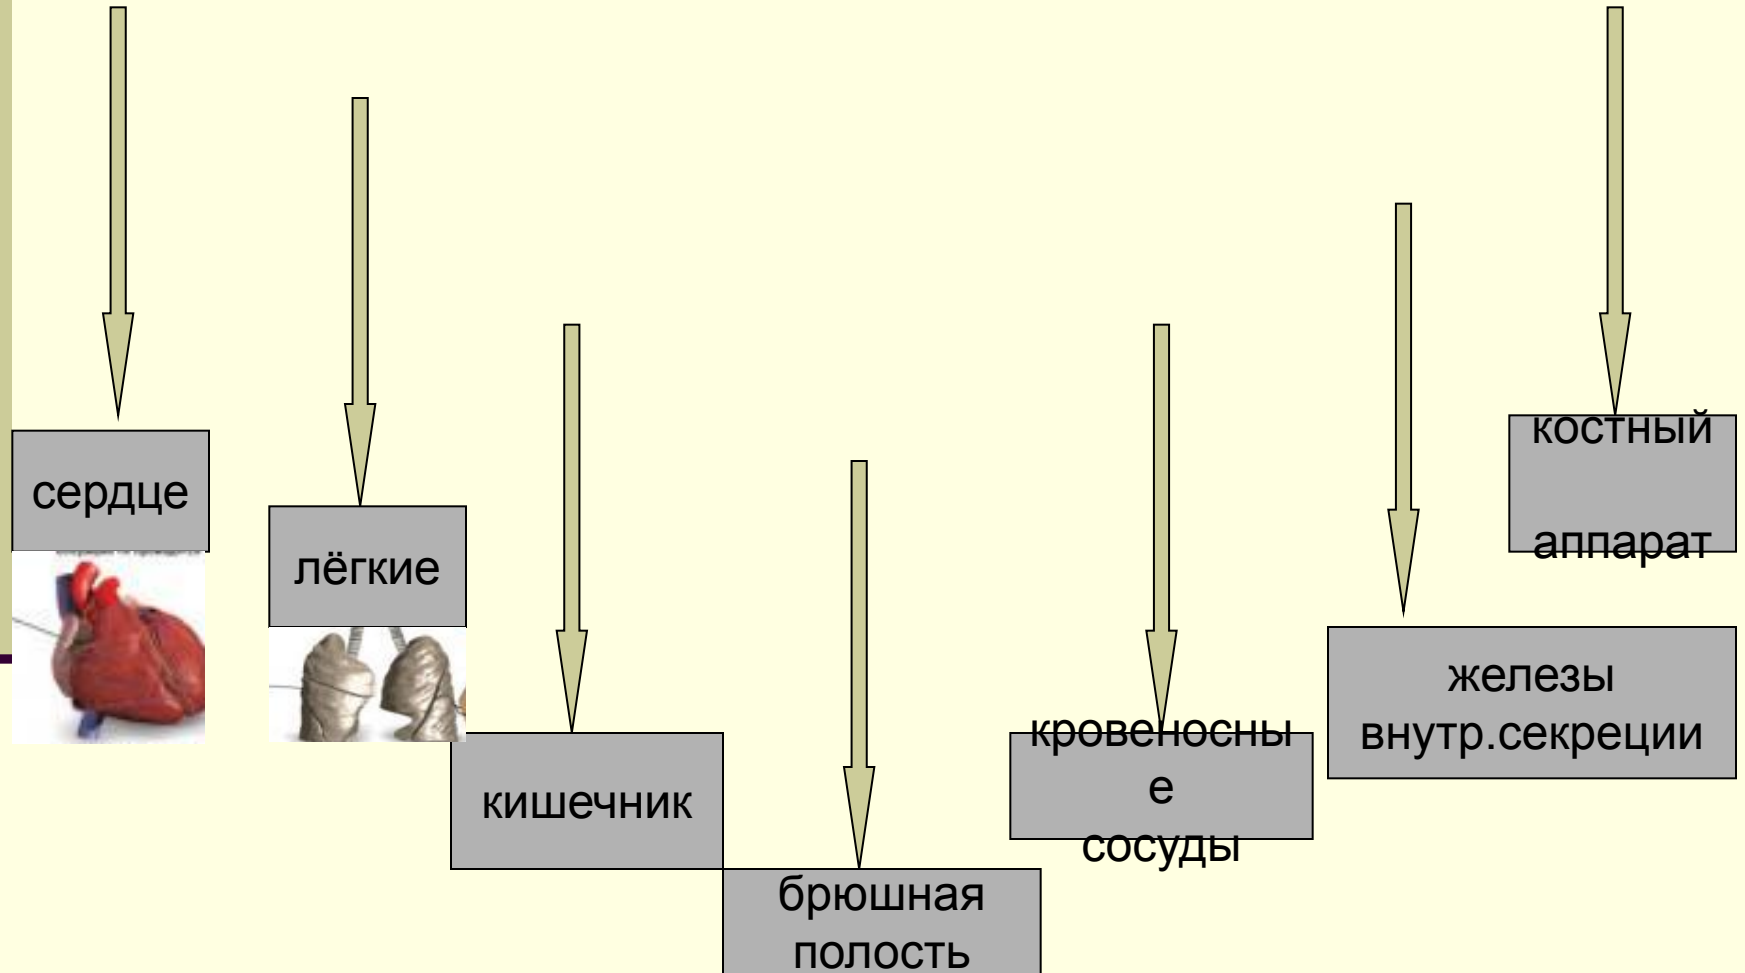 сердце
лёгкие
кишечник
брюшная
полость
кровеносны
е
сосуды
железы
внутр.секреции
костный
аппарат